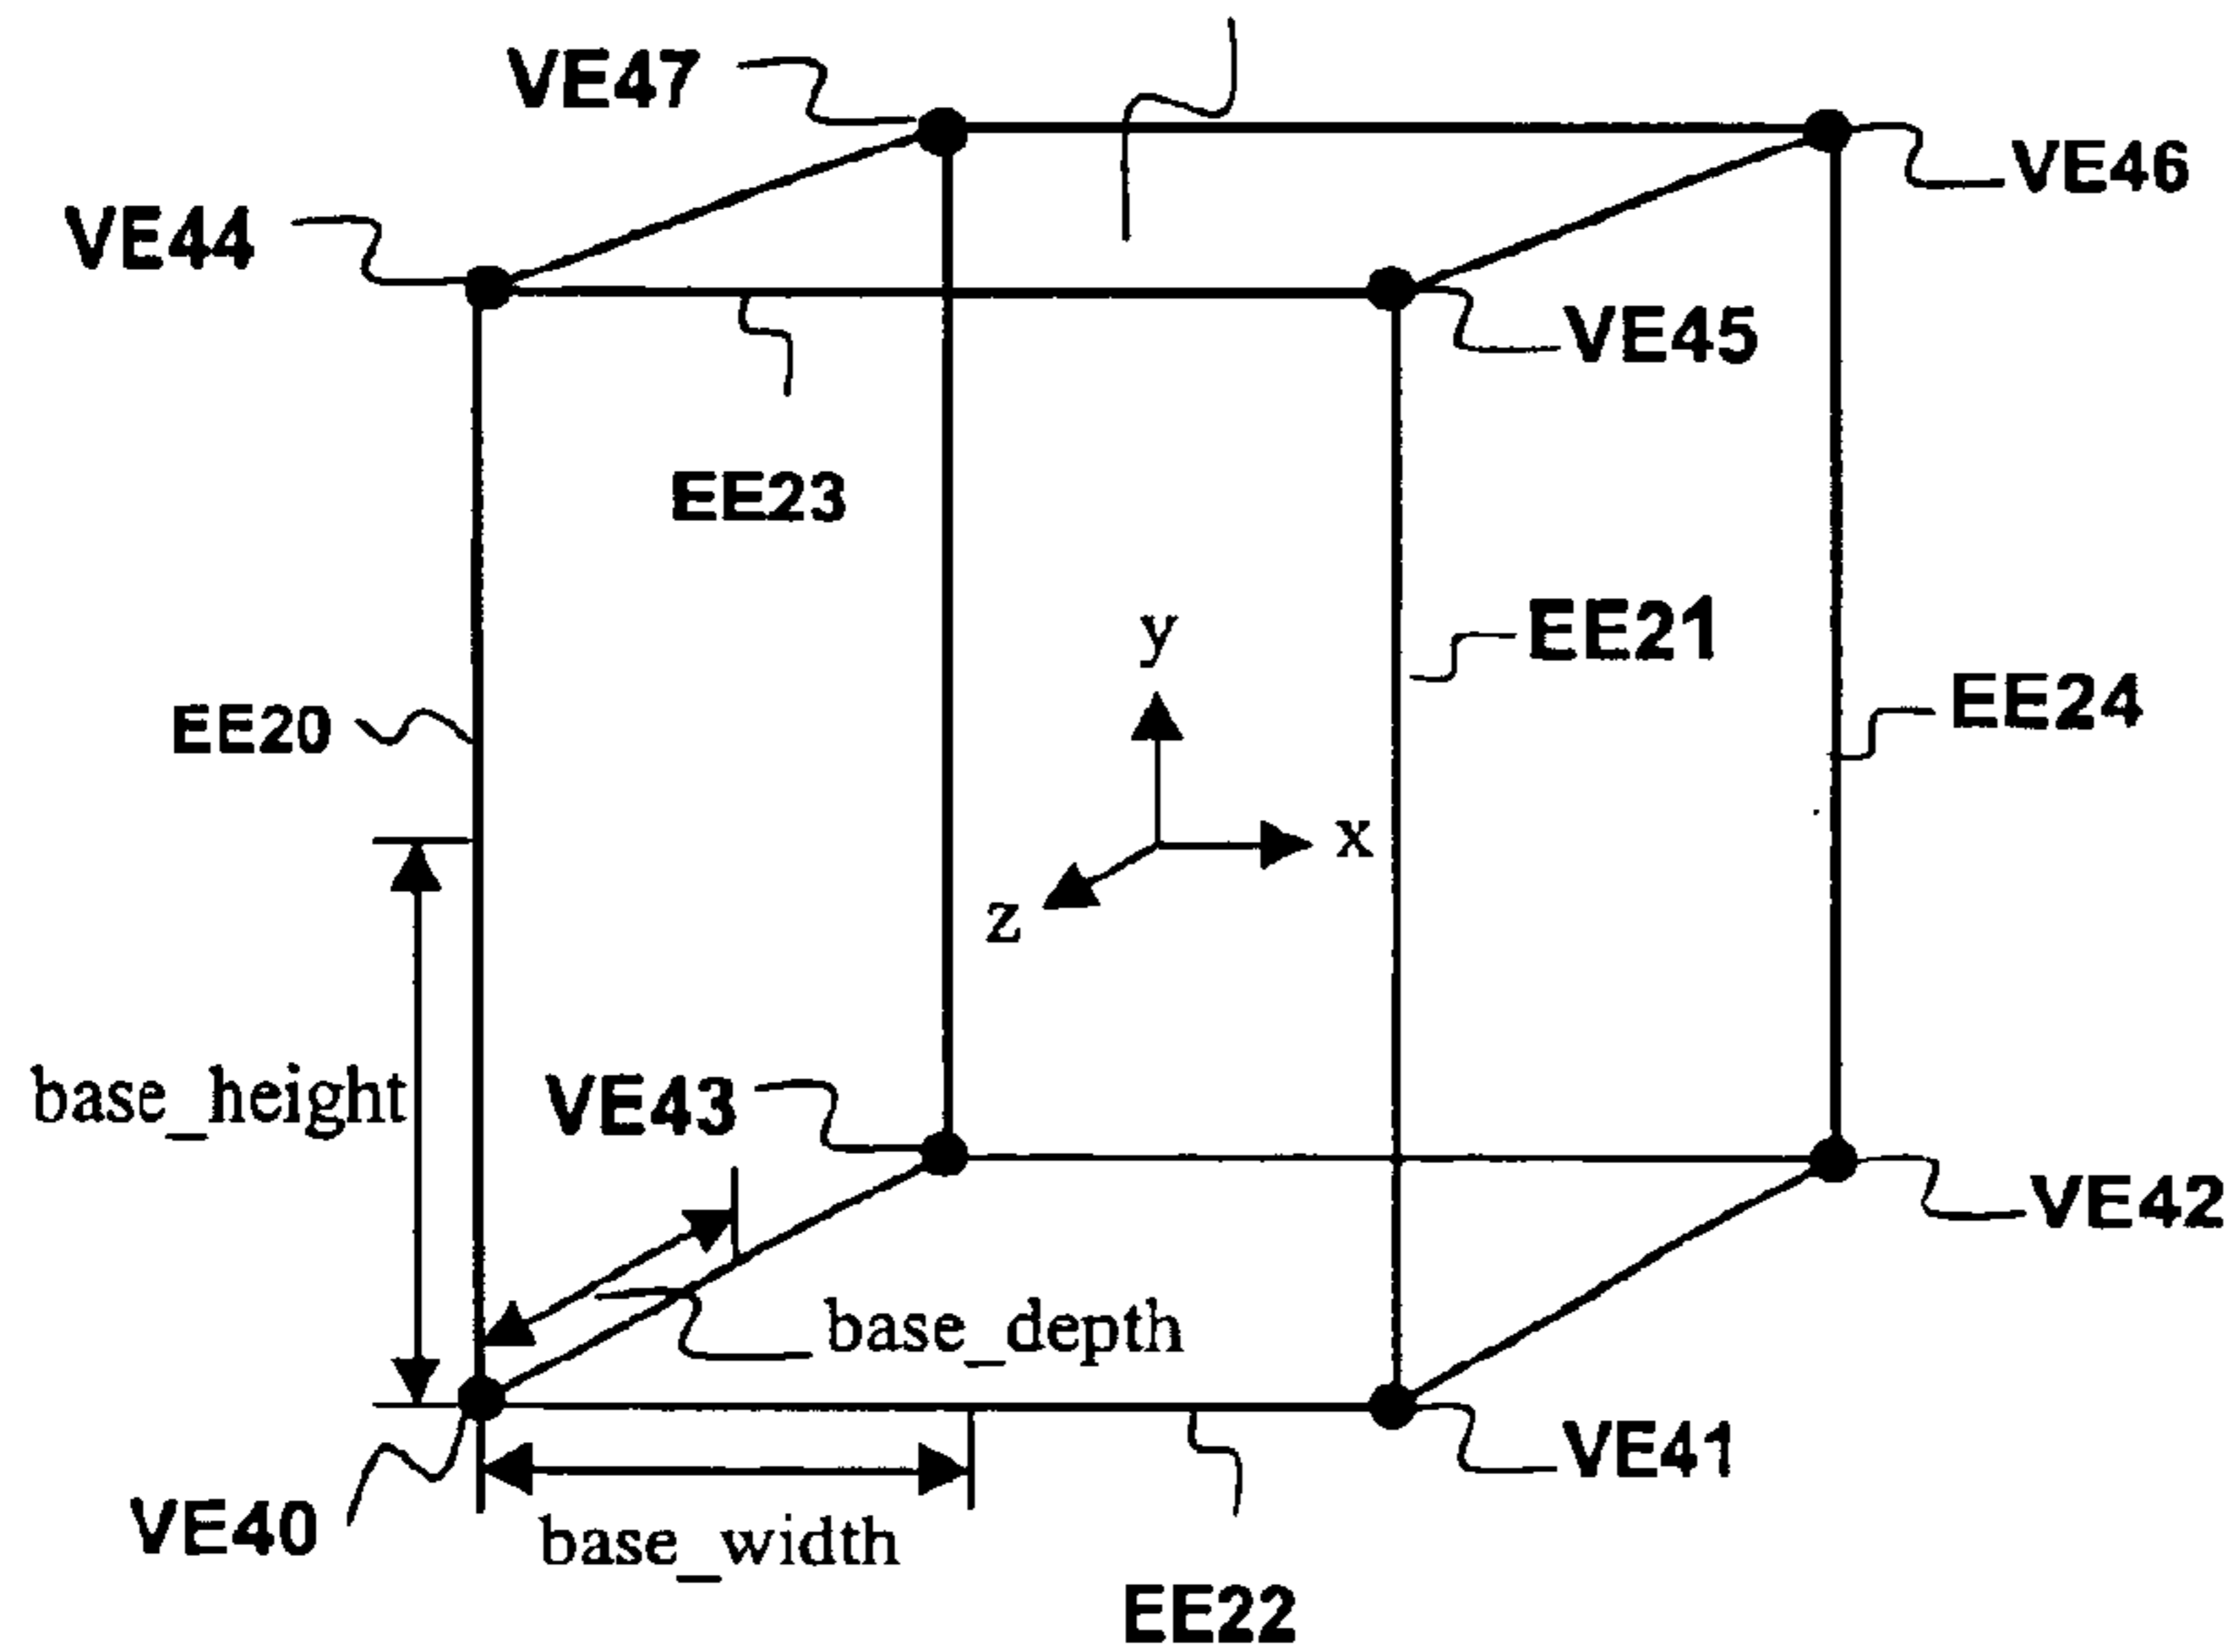 VE47
VE46
VE44
VE45
EE23
EE21
y
EE24
EE20
x
z
base_height
VE43
VE42
base_depth
VE41
VE40
base_width
EE22